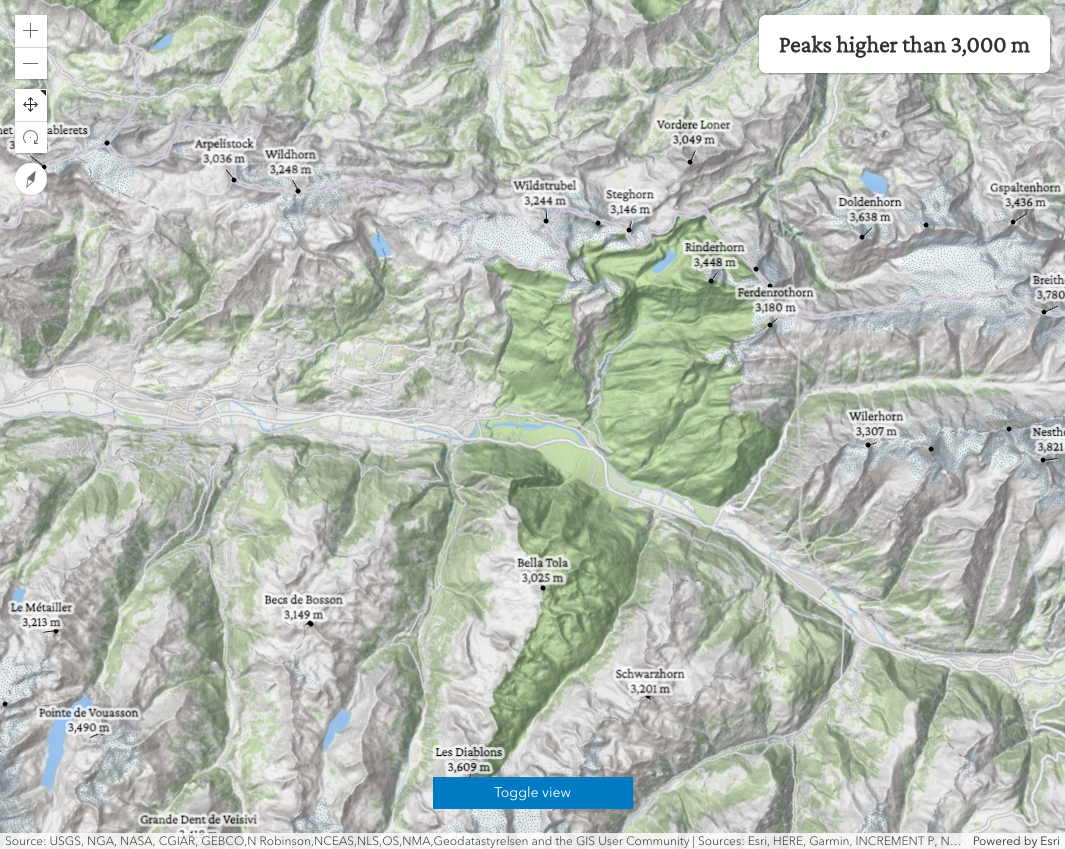 Peaks higher than 3,000 m
ablerets
Arpelistock
3,036 m
Wildhorn
3,248 m
Vordere Loner
3,049 m
Wildstrubel
3,244 m
Steghorn
3,146 m
Doldenhorn
3,638 m
Gspaltenhorn
3,436 m
Rinderhorn
3,448 m
Ferdenrothorn
3,180 m
Breith
3,780
Wilerhorn
3,307 m
Nesth
3,821
Bella Tola
3,025 m
Le Métailler
3,213 m
Becs de Bosson
3,149 m
Schwarzhorn
3,201 m
Pointe de Vouasson
3,490 m
Les Diablons
3,609 m
Toggle view
Grande Dent de Veisivi
Source: USGS, NGA, NASA, CGIAR, GEBCO,N Robinson,NCEAS,NLS,OS,NMA,Geodatastyrelsen and the GIS User Community | Sources: Esri, HERE, Garmin, INCREMENT P, N... Powered by Esri